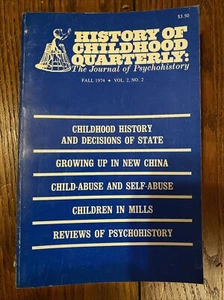 $3.50
HISTORY OF
CHILDHOOD
QUARTERLY:
The Journal of Psychohistory
FALL 1974 • VOL. 2, NO. 2
CHILDHOOD HISTORY
AND DECISIONS OF STATE
GROWING UP IN NEW CHINA
CHILD-ABUSE AND SELF-ABUSE
CHILDREN IN MILLS
REVIEWS OF PSYCHOHISTORY